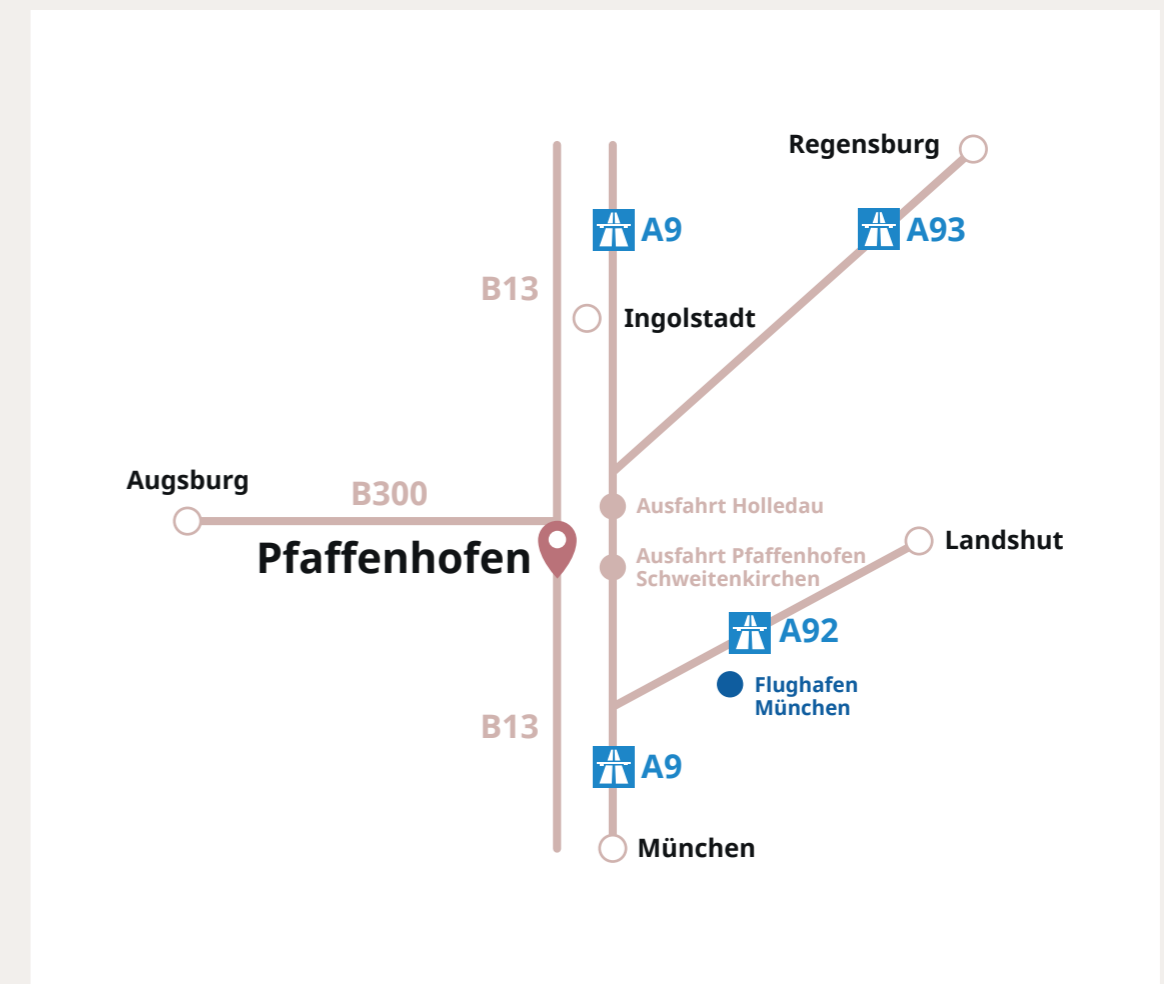 Regensburg
A9
A93
B13
Ingolstadt
Augsburg
B300
Ausfahrt Holledau
Pfaffenhofen
Ausfahrt Pfaffenhofen
Schweitenkirchen
Landshut
A92
Flughafen
München
B13
A9
München